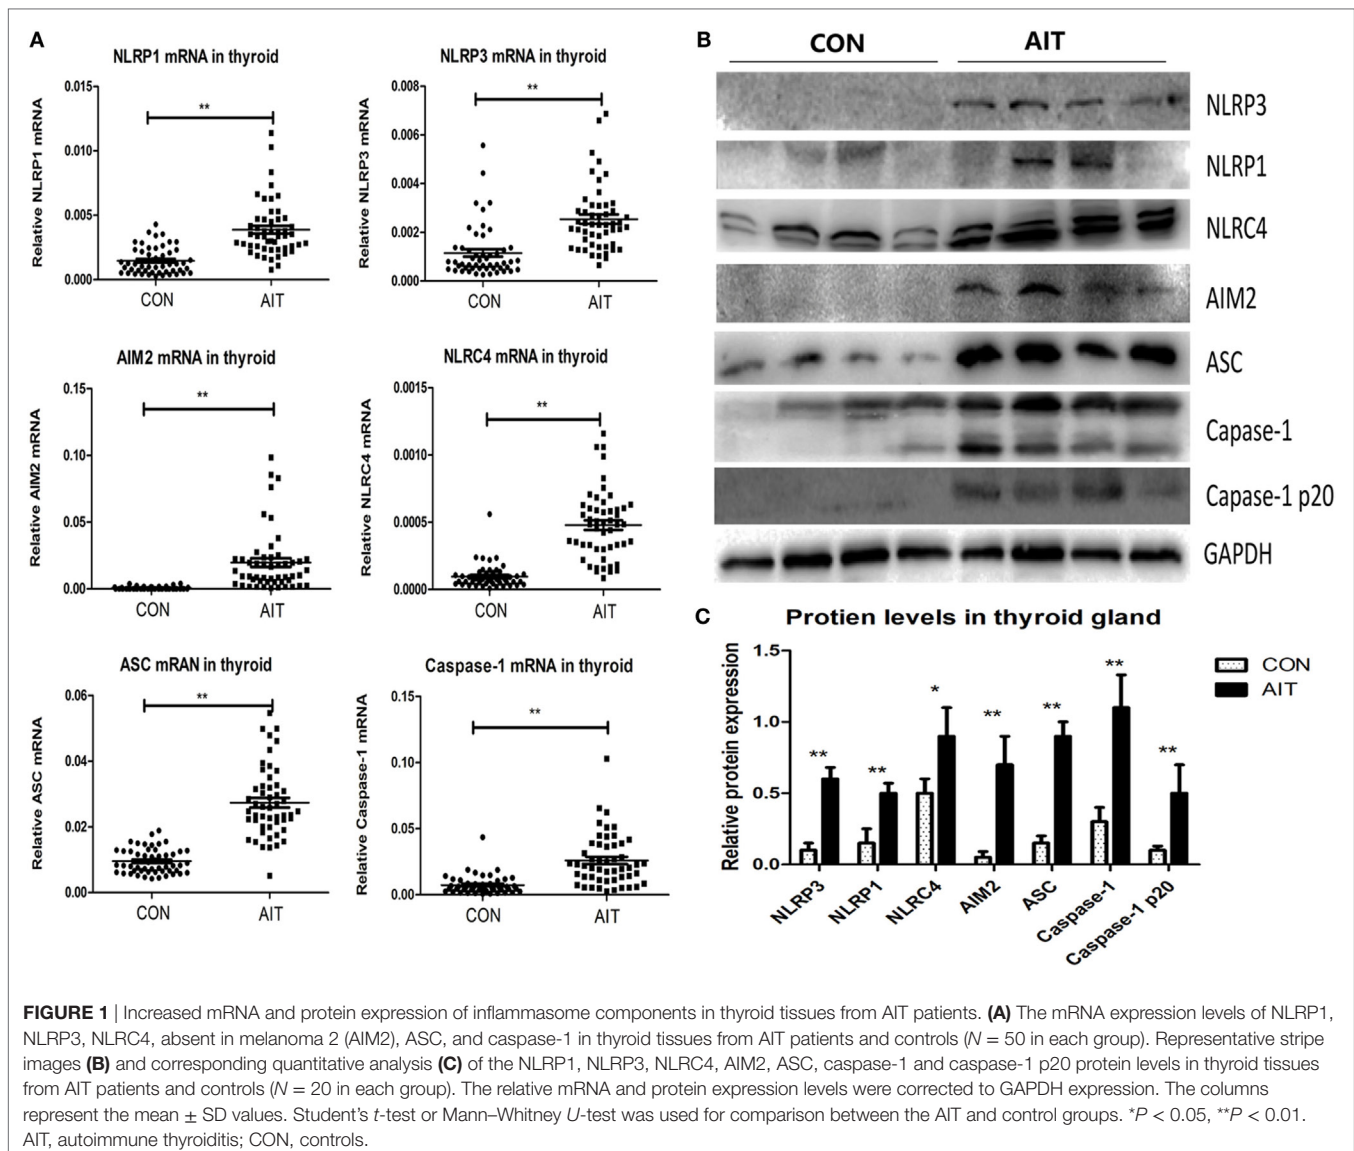 A
NLRP1 mRNA in thyroid
Relative NLRP1 mRNA
0.015
0.010
0.005
0.000
**
CON
AIT
NLRP3 mRNA in thyroid
Relative NLRP3 mRNA
0.008
0.006
0.004
0.002
0.000
**
CON
AIT
AIM2 mRNA in thyroid
Relative AIM2 mRNA
0.15
0.10
0.05
0.00
**
CON
AIT
NLRC4 mRNA in thyroid
Relative NLRC4 mRNA
0.0015
0.0010
0.0005
0.0000
**
CON
AIT
ASC mRAN in thyroid
Relative ASC mRNA
0.06
0.04
0.02
0.00
**
CON
AIT
Caspase-1 mRNA in thyroid
Relative Caspase-1 mRNA
0.15
0.10
0.05
0.00
**
CON
AIT
B
CON
AIT
NLRP3
NLRP1
NLRC4
AIM2
ASC
Capase-1
Capase-1 p20
GAPDH
C
Protien levels in thyroid gland
Relative protein expression
1.5
1.0
0.5
0.0
**
**
*
**
**
**
**
NLRP3
NLRP1
NLRC4
AIM2
ASC
Caspase-1
Caspase-1 p20
CON
AIT
FIGURE 1 | Increased mRNA and protein expression of inflammasome components in thyroid tissues from AIT patients. (A) The mRNA expression levels of NLRP1,
NLRP3, NLRC4, absent in melanoma 2 (AIM2), ASC, and caspase-1 in thyroid tissues from AIT patients and controls (N = 50 in each group). Representative stripe
images (B) and corresponding quantitative analysis (C) of the NLRP1, NLRP3, NLRC4, AIM2, ASC, caspase-1 and caspase-1 p20 protein levels in thyroid tissues
from AIT patients and controls (N = 20 in each group). The relative mRNA and protein expression levels were corrected to GAPDH expression. The columns
represent the mean ± SD values. Student's t-test or Mann–Whitney U-test was used for comparison between the AIT and control groups. *P < 0.05, **P < 0.01.
AIT, autoimmune thyroiditis; CON, controls.